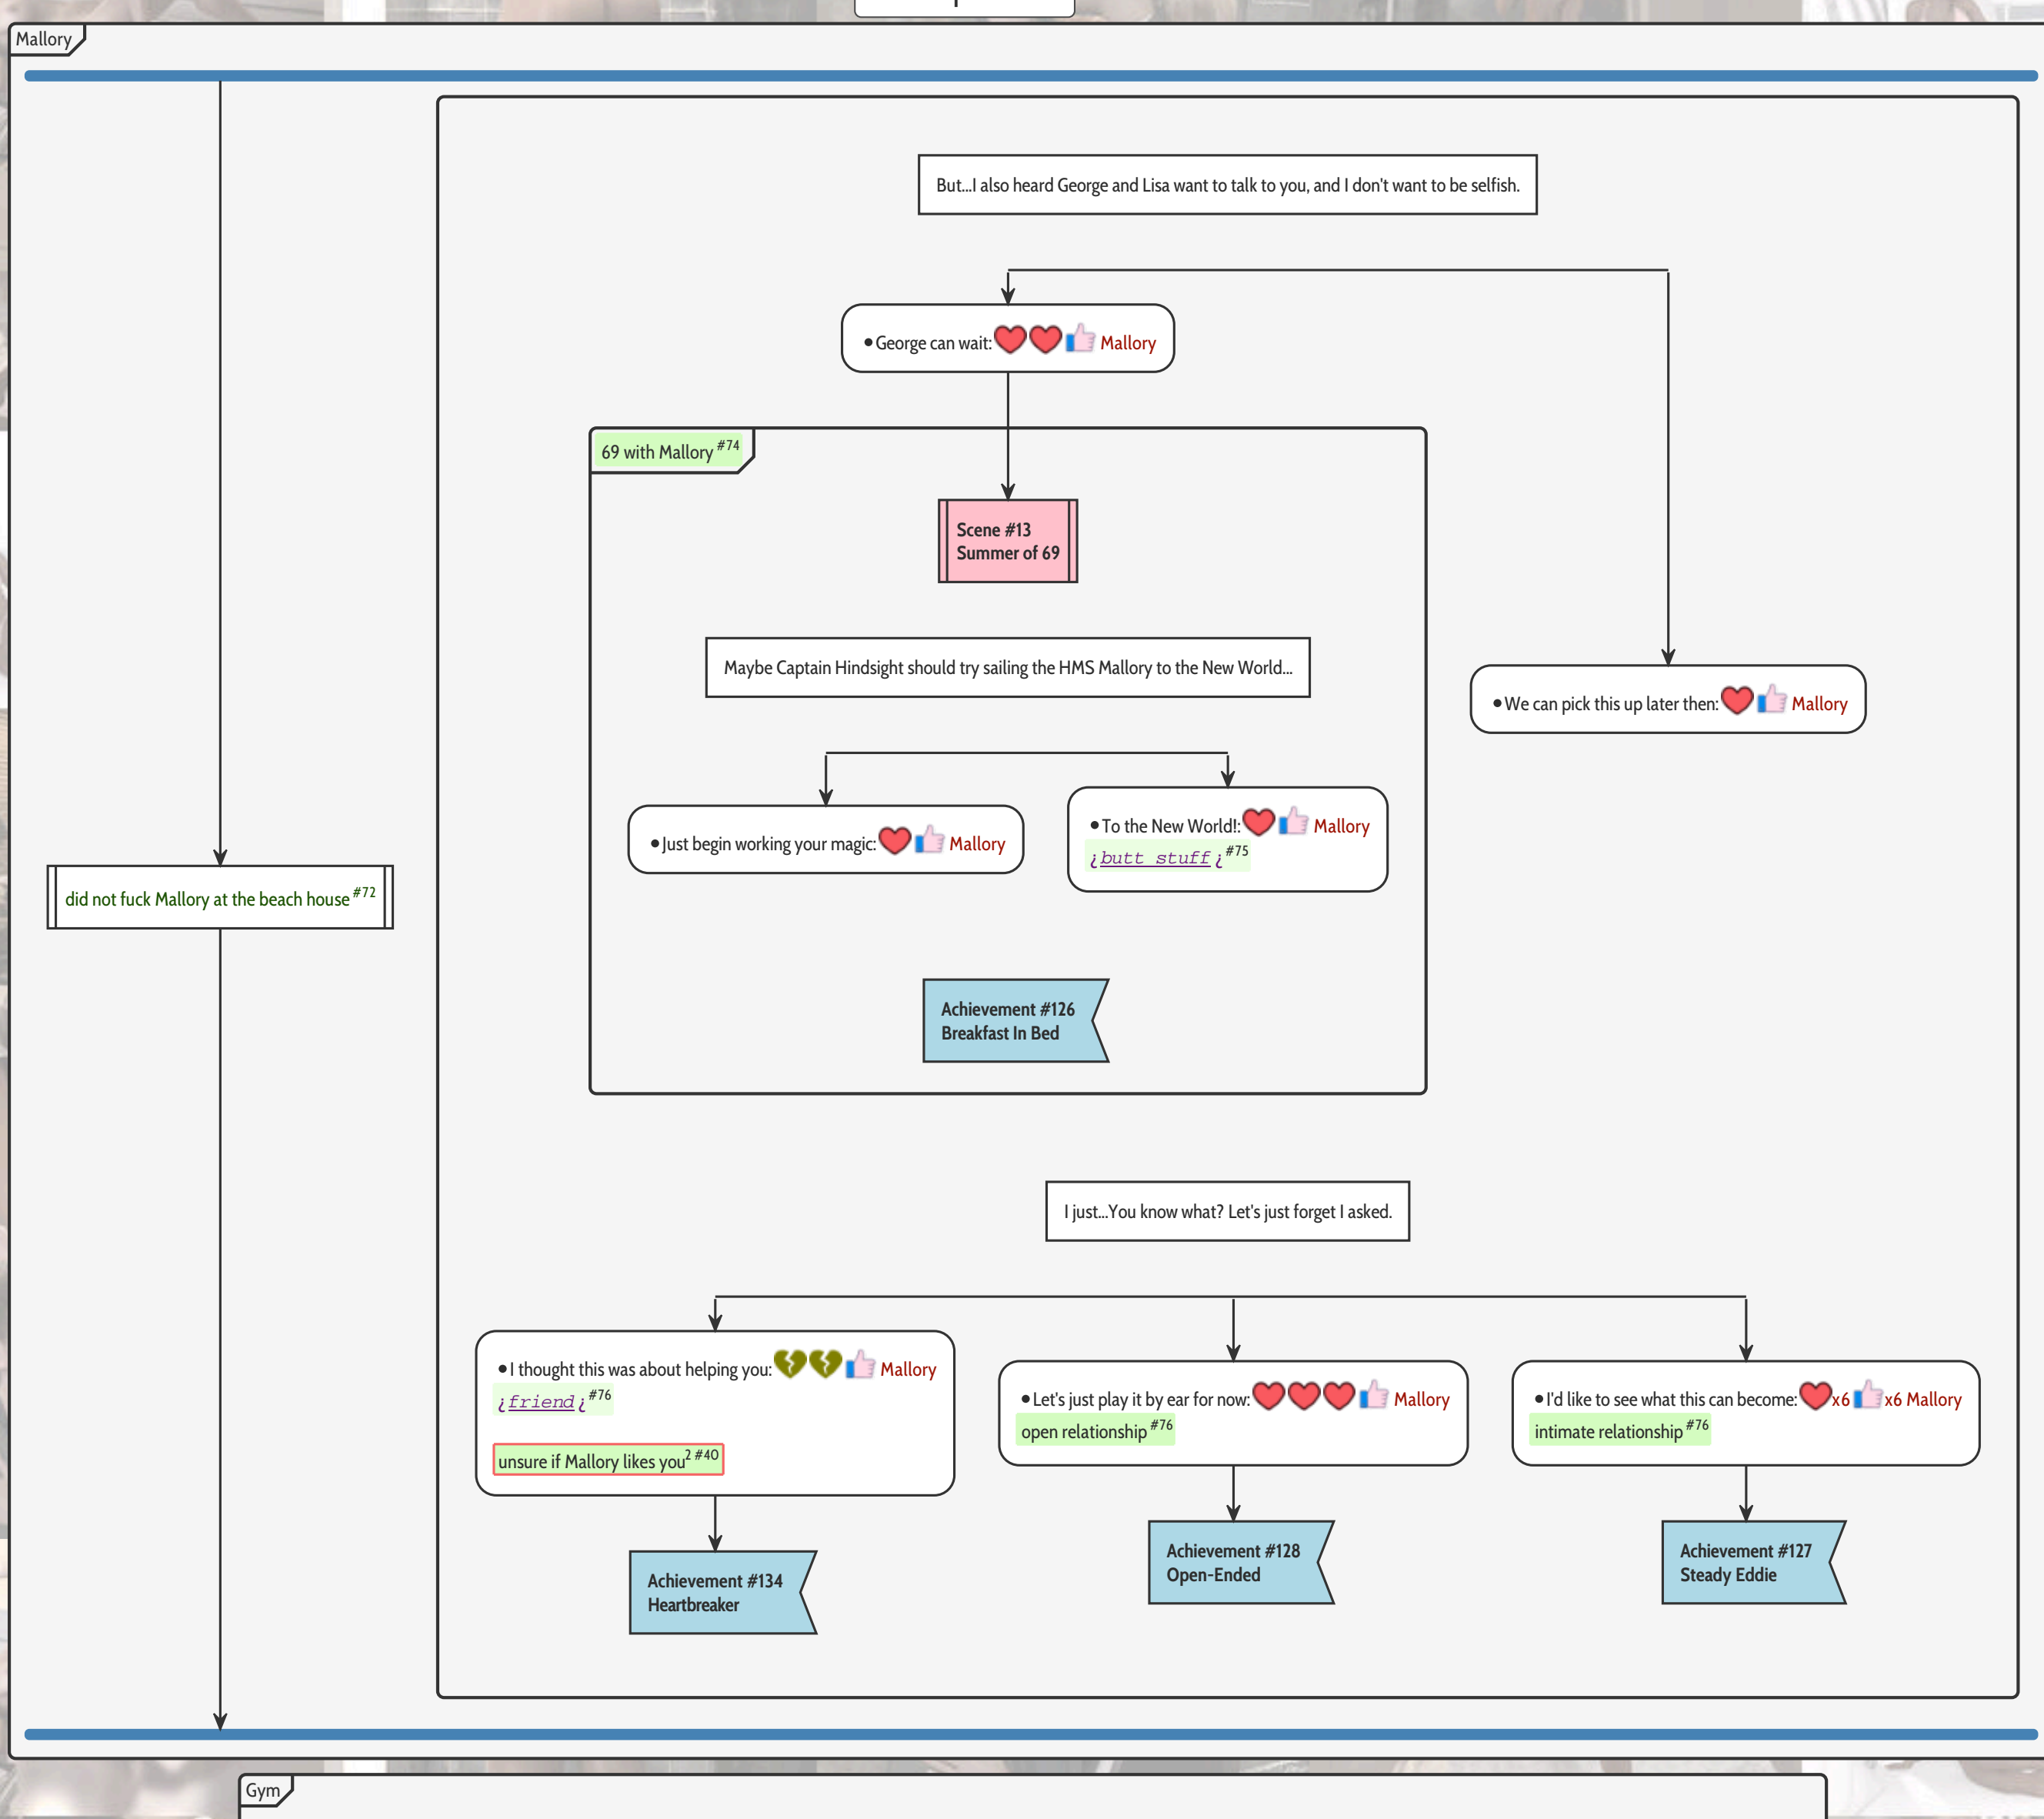 Mallory
But...I also heard George and Lisa want to talk to you, and I don't want to be selfish.
•George can wait: Mallory
69 with Mallory #74
Scene #13
Summer of 69
Maybe Captain Hindsight should try sailing the HMS Mallory to the New World...
•We can pick this up later then: Mallory
•Just begin working your magic: Mallory
•To the New World!: Mallory
¿butt stuff¿ #75
did not fuck Mallory at the beach house #72
Achievement #126
Breakfast In Bed
I just...You know what? Let's just forget I asked.
•I thought this was about helping you: Mallory
¿friend¿ #76
unsure if Mallory likes you2 #40
•Let's just play it by ear for now: Mallory
open relationship #76
•I'd like to see what this can become: x6 x6 Mallory
intimate relationship #76
Achievement #134
Heartbreaker
Achievement #128
Open-Ended
Achievement #127
Steady Eddie
Gym